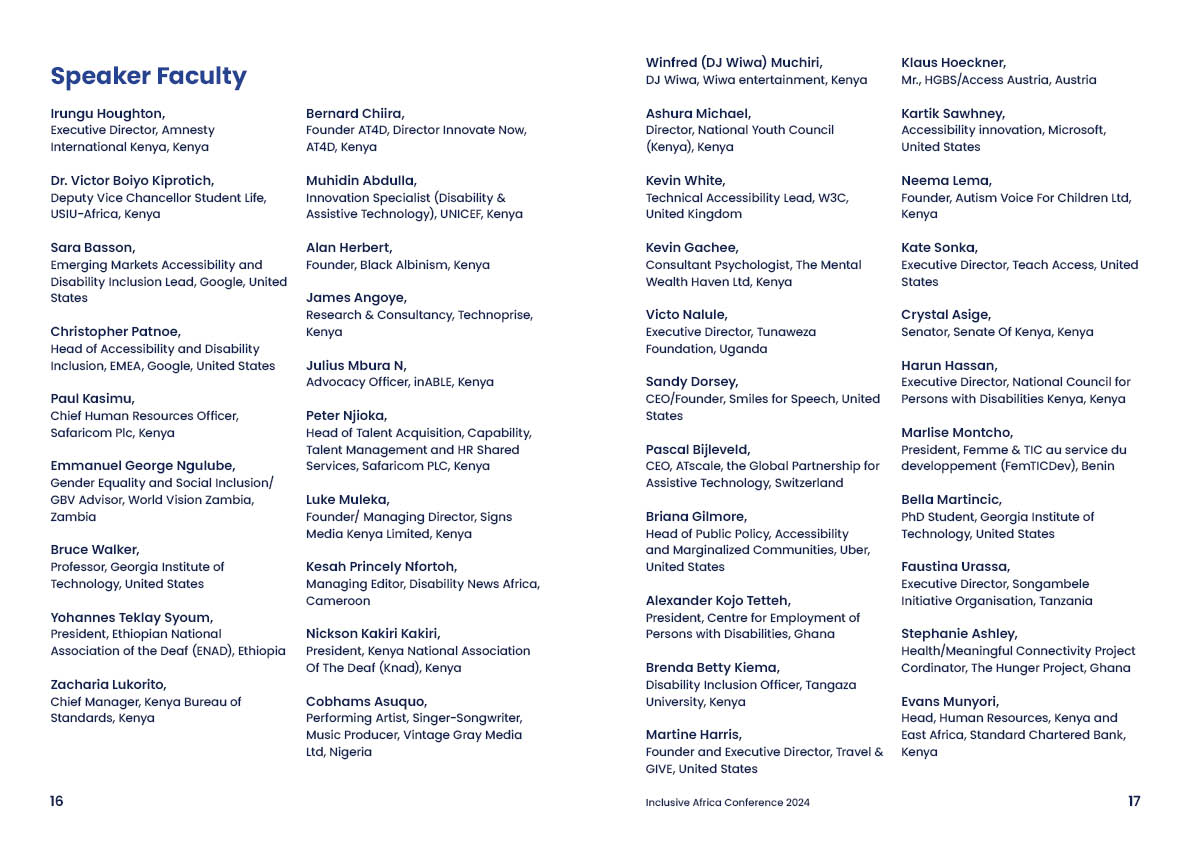 Speaker Faculty
Irungu Houghton,
Executive Director, Amnesty
International Kenya, Kenya
Dr. Victor Boiyo Kiprotich,
Deputy Vice Chancellor Student Life,
USIU-Africa, Kenya
Sara Basson,
Emerging Markets Accessibility and
Disability Inclusion Lead, Google, United
States
Christopher Patnoe,
Head of Accessibility and Disability
Inclusion, EMEA, Google, United States
Paul Kasimu,
Chief Human Resources Officer,
Safaricom Plc, Kenya
Emmanuel George Ngulube,
Gender Equality and Social Inclusion/
GBV Advisor, World Vision Zambia,
Zambia
Bruce Walker,
Professor, Georgia Institute of
Technology, United States
Yohannes Teklay Syoum,
President, Ethiopian National
Association of the Deaf (ENAD), Ethiopia
Zacharia Lukorito,
Chief Manager, Kenya Bureau of
Standards, Kenya
Bernard Chiira,
Founder AT4D, Director Innovate Now,
AT4D, Kenya
Muhidin Abdulla,
Innovation Specialist (Disability &
Assistive Technology), UNICEF, Kenya
Alan Herbert,
Founder, Black Albinism, Kenya
James Angoye,
Research & Consultancy, Technoprise,
Kenya
Julius Mbura N,
Advocacy Officer, inABLE, Kenya
Peter Njioka,
Head of Talent Acquisition, Capability,
Talent Management and HR Shared
Services, Safaricom PLC, Kenya
Luke Muleka,
Founder/ Managing Director, Signs
Media Kenya Limited, Kenya
Kesah Princely Nfortoh,
Managing Editor, Disability News Africa,
Cameroon
Nickson Kakiri Kakiri,
President, Kenya National Association
Of The Deaf (Knad), Kenya
Cobhams Asuquo,
Performing Artist, Singer-Songwriter,
Music Producer, Vintage Gray Media
Ltd, Nigeria
16
Winfred (DJ Wiwa) Muchiri,
DJ Wiwa, Wiwa entertainment, Kenya
Ashura Michael,
Director, National Youth Council
(Kenya), Kenya
Kevin White,
Technical Accessibility Lead, W3C,
United Kingdom
Kevin Gachee,
Consultant Psychologist, The Mental
Wealth Haven Ltd, Kenya
Victo Nalule,
Executive Director, Tunaweza
Foundation, Uganda
Sandy Dorsey,
CEO/Founder, Smiles for Speech, United
States
Pascal Bijleveld,
CEO, ATscale, the Global Partnership for
Assistive Technology, Switzerland
Briana Gilmore,
Head of Public Policy, Accessibility
and Marginalized Communities, Uber,
United States
Alexander Kojo Tetteh,
President, Centre for Employment of
Persons with Disabilities, Ghana
Brenda Betty Kiema,
Disability Inclusion Officer, Tangaza
University, Kenya
Martine Harris,
Founder and Executive Director, Travel &
GIVE, United States
Klaus Hoeckner,
Mr., HGBS/Access Austria, Austria
Kartik Sawhney,
Accessibility innovation, Microsoft,
United States
Neema Lema,
Founder, Autism Voice For Children Ltd,
Kenya
Kate Sonka,
Executive Director, Teach Access, United
States
Crystal Asige,
Senator, Senate Of Kenya, Kenya
Harun Hassan,
Executive Director, National Council for
Persons with Disabilities Kenya, Kenya
Marlise Montcho,
President, Femme & TIC au service du
developpement (FemTICDev), Benin
Bella Martincic,
PhD Student, Georgia Institute of
Technology, United States
Faustina Urassa,
Executive Director, Songambele
Initiative Organisation, Tanzania
Stephanie Ashley,
Health/Meaningful Connectivity Project
Cordinator, The Hunger Project, Ghana
Evans Munyori,
Head, Human Resources, Kenya and
East Africa, Standard Chartered Bank,
Kenya
Inclusive Africa Conference 2024
17